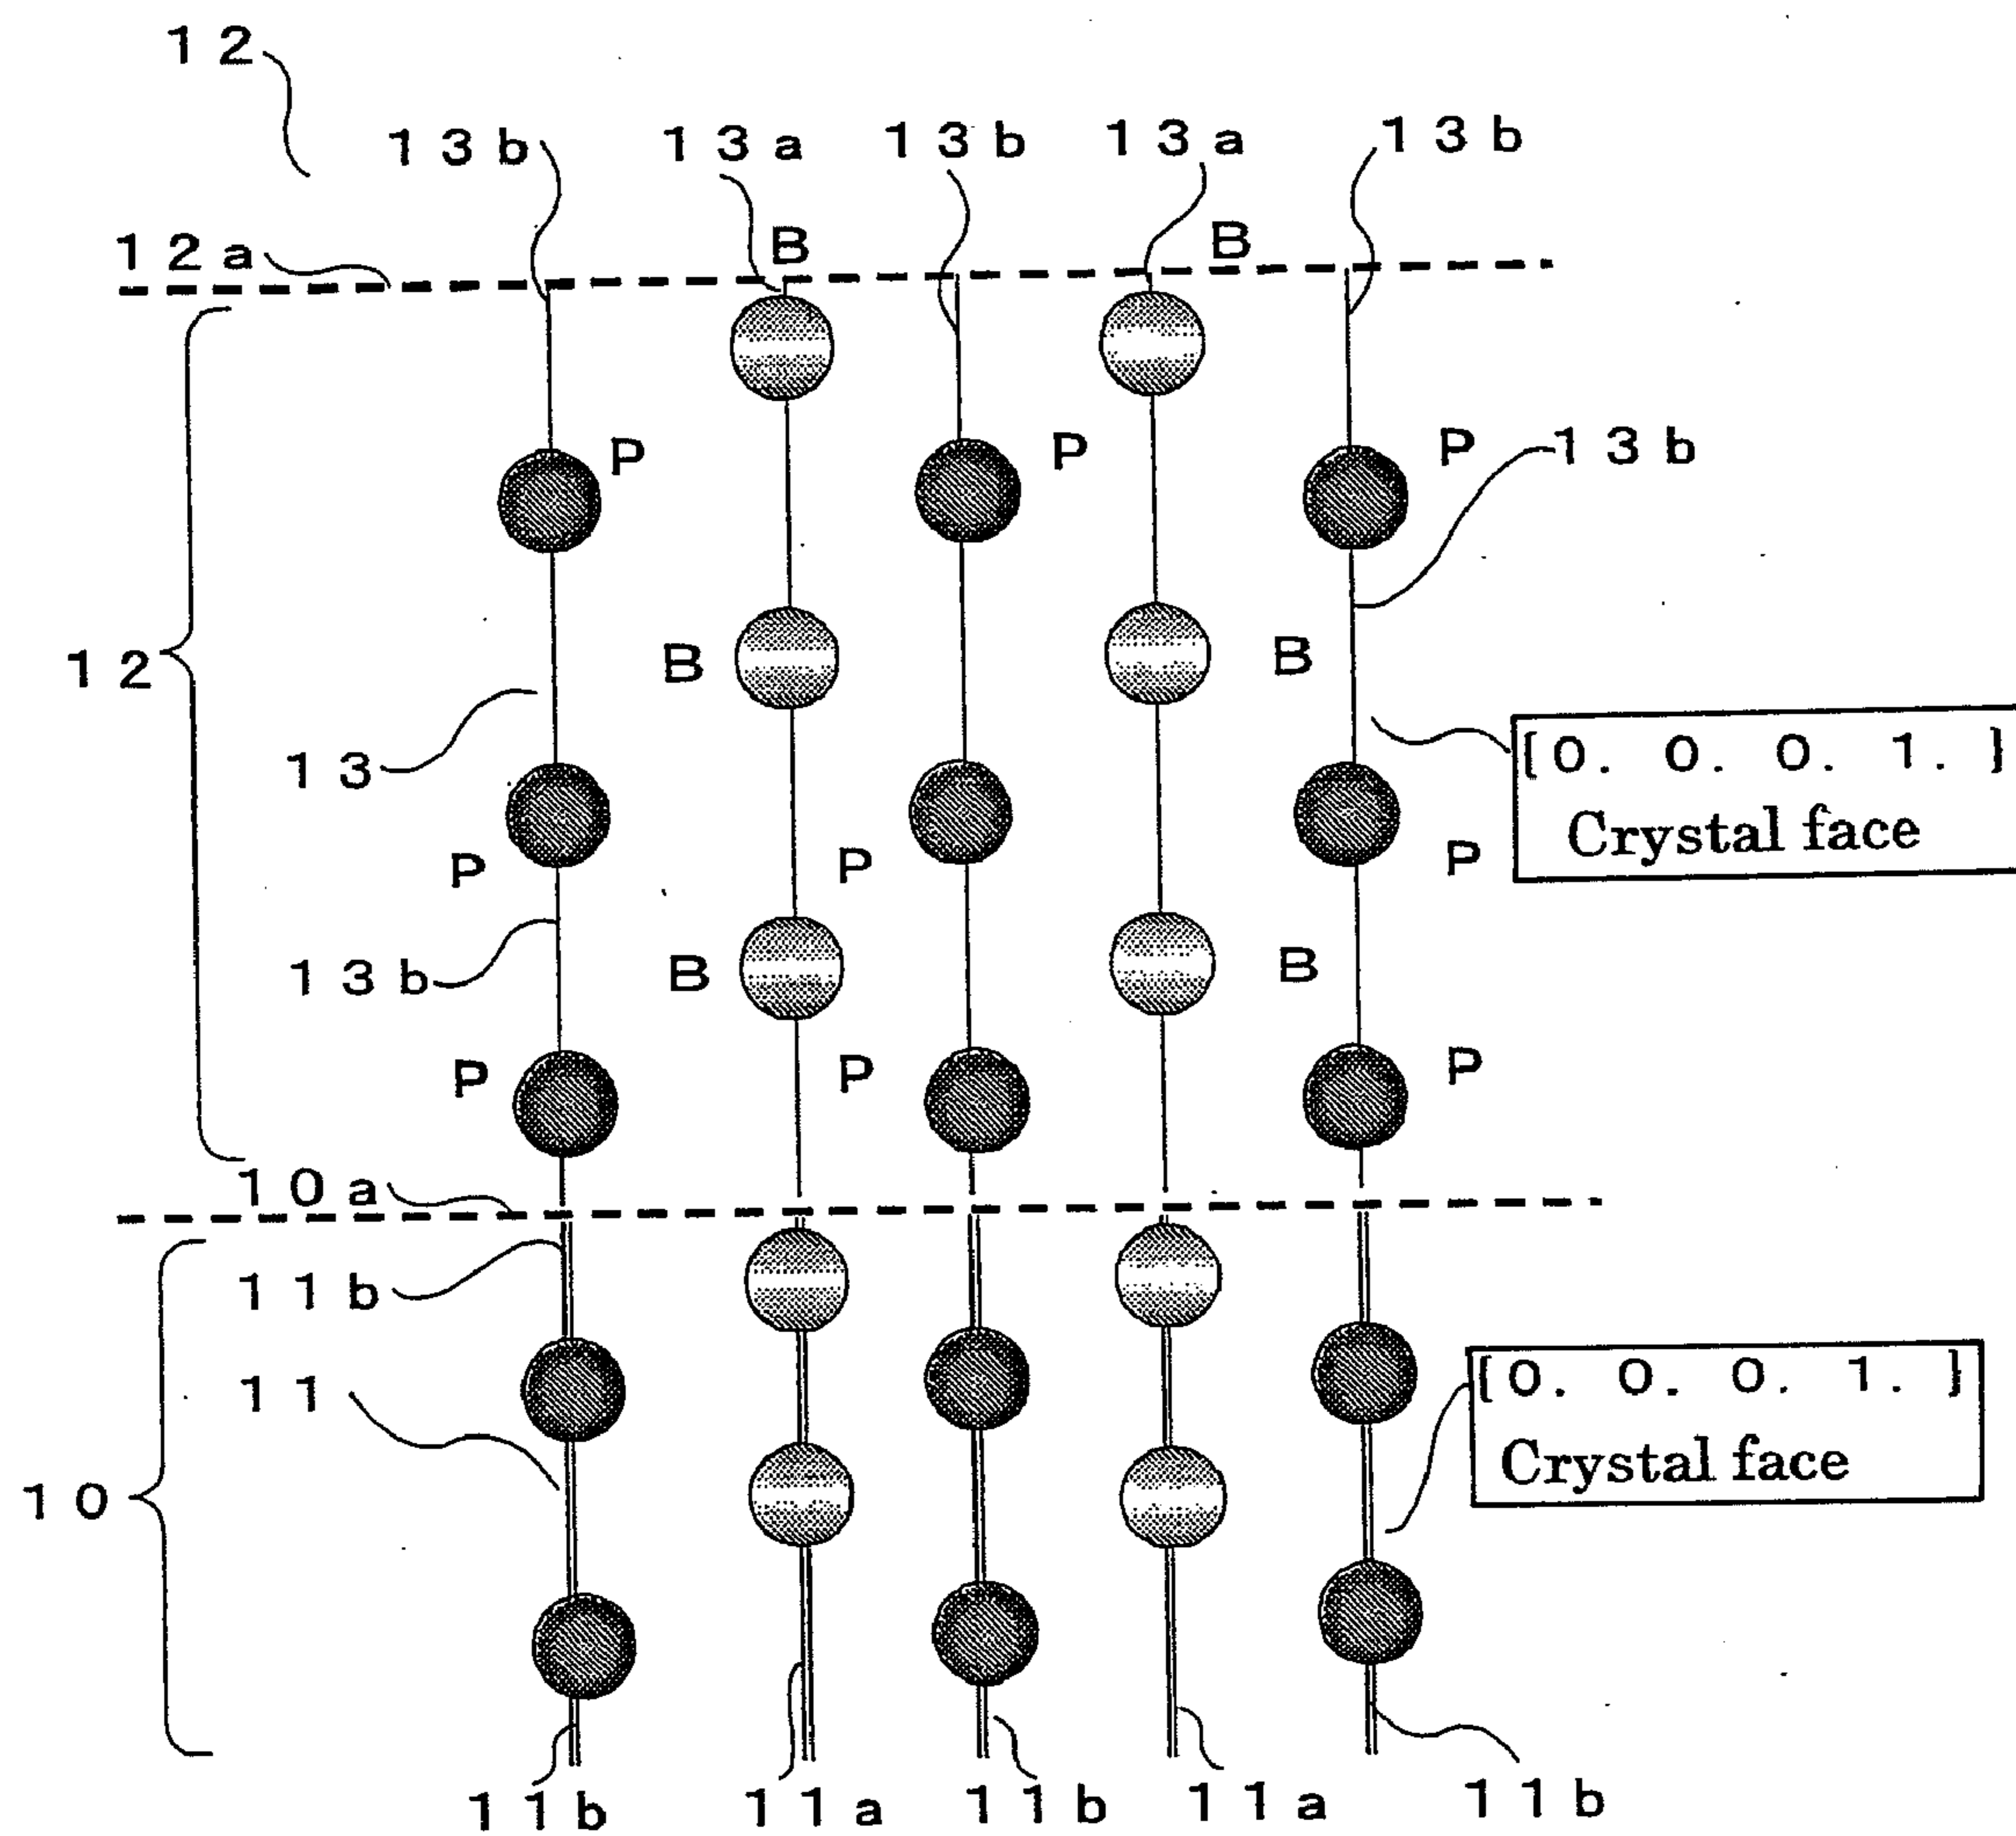 12
13b 13a 13b 13a 13b
12a B B
P P P 13b
12 B B
13 [0. 0. 0. 1. }
Crystal face
P P P
13b B B
P P P
10a
11b
11 [0. 0. 0. 1. }
Crystal face
10
11b 11a 11b 11a 11b